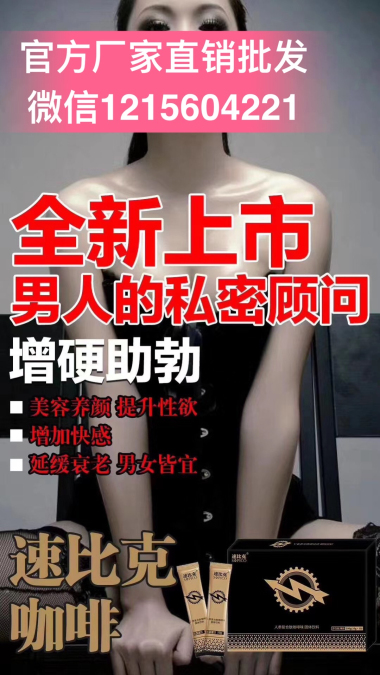 官方厂家直销批发
微信1215604221
全新上市
男人的私密顾问
增硬助勃
美容养颜 提升性欲
增加快感
延缓衰老 男女皆宜
速比克
咖啡
速比克